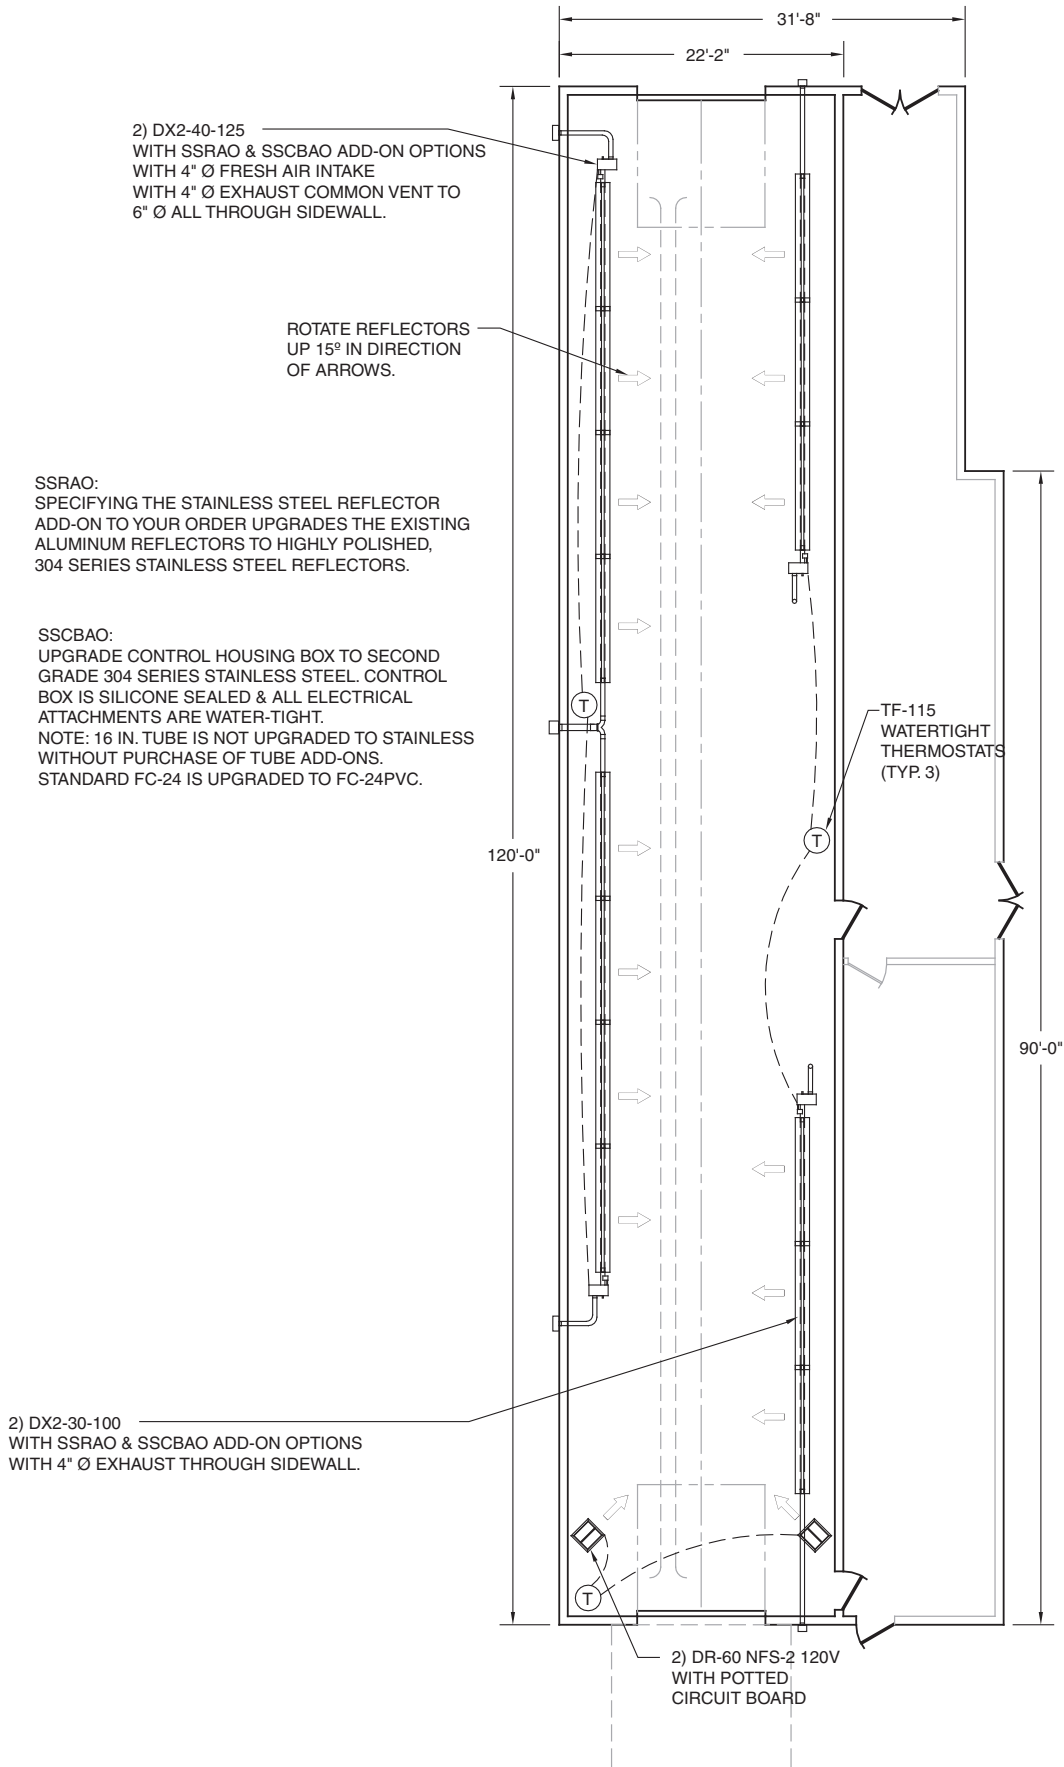 31'-8"
22'-2"
2) DX2-40-125
WITH SSRAO & SSCBAO ADD-ON OPTIONS
WITH 4" Ø FRESH AIR INTAKE
WITH 4" Ø EXHAUST COMMON VENT TO
6" Ø ALL THROUGH SIDEWALL.
ROTATE REFLECTORS
UP 15º IN DIRECTION
OF ARROWS.
SSRAO:
SPECIFYING THE STAINLESS STEEL REFLECTOR
ADD-ON TO YOUR ORDER UPGRADES THE EXISTING
ALUMINUM REFLECTORS TO HIGHLY POLISHED,
304 SERIES STAINLESS STEEL REFLECTORS.
SSCBAO:
UPGRADE CONTROL HOUSING BOX TO SECOND
GRADE 304 SERIES STAINLESS STEEL. CONTROL
BOX IS SILICONE SEALED & ALL ELECTRICAL
ATTACHMENTS ARE WATER-TIGHT.
NOTE: 16 IN. TUBE IS NOT UPGRADED TO STAINLESS
WITHOUT PURCHASE OF TUBE ADD-ONS.
STANDARD FC-24 IS UPGRADED TO FC-24PVC.
T
TF-115
WATERTIGHT
THERMOSTATS
(TYP. 3)
T
120'-0"
90'-0"
2) DX2-30-100
WITH SSRAO & SSCBAO ADD-ON OPTIONS
WITH 4" Ø EXHAUST THROUGH SIDEWALL.
T
2) DR-60 NFS-2 120V
WITH POTTED
CIRCUIT BOARD